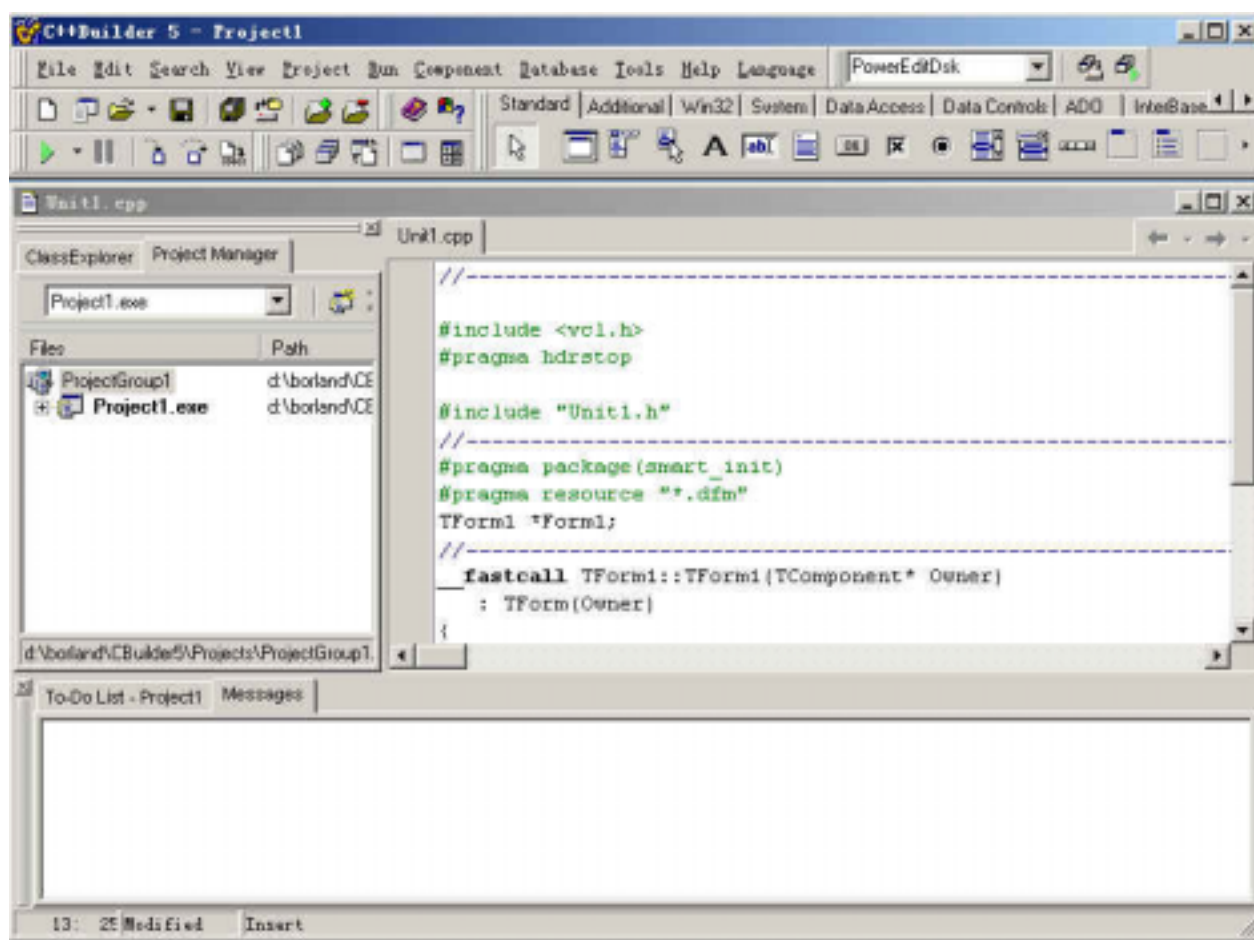 C++Builder 5 - Project1
File Edit Search View Project Run Component Database Tools Help Language PowerEditDsk
Standard Additional Win32 System Data Access Data Controls ADO InterBase
Unit1.cpp
ClassExplorer Project Manager
Unit1.cpp
Project1.exe
Files Path
ProjectGroup1 d:\borland\CB
Project1.exe d:\borland\CB
d:\borland\CBuilder5\Projects\ProjectGroup1.
//------------------------------------------------------------
#include <vcl.h>
#pragma hdrstop
#include "Unit1.h"
//------------------------------------------------------------
#pragma package(smart_init)
#pragma resource "*.dfm"
TForm1 *Form1;
//------------------------------------------------------------
__fastcall TForm1::TForm1(TComponent* Owner)
: TForm(Owner)
{
To-Do List - Project1 Messages
13: 25 Modified Insert